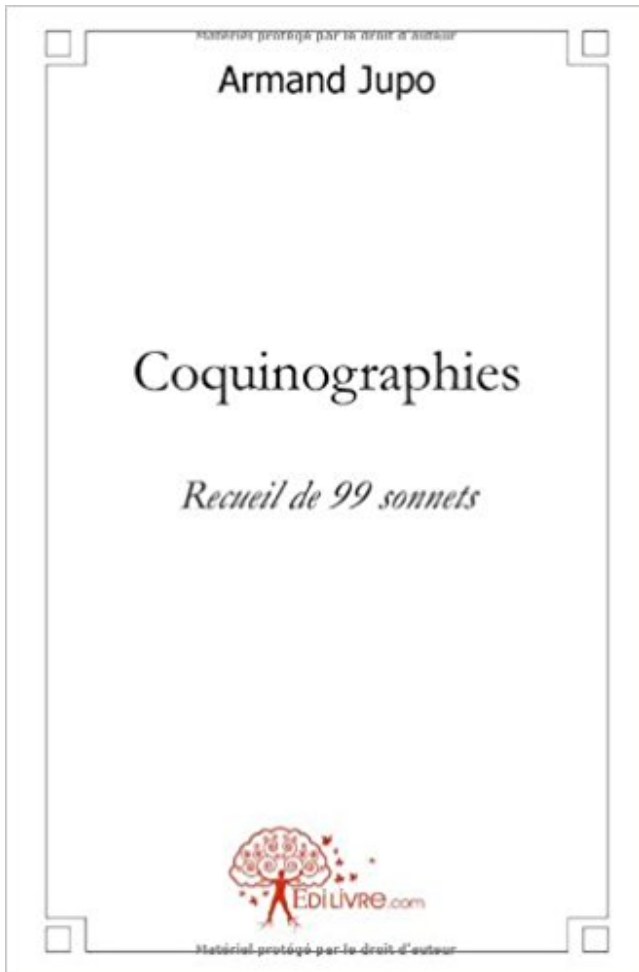 Matériel protégé par le droit d'auteur
Armand Jupo
Coquinographies
Recueil de 99 sonnets
EDiLiVRE.com
Matériel protégé par le droit d'auteur